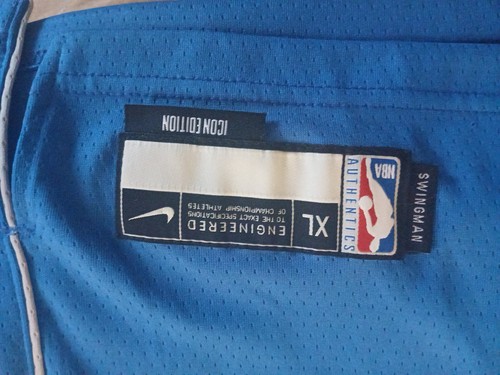 ICON EDITION
NBA
AUTHENTICS
SWINGMAN
XL
ENGINEERED
TO THE EXACT SPECIFICATIONS
OF CHAMPIONSHIP ATHLETES